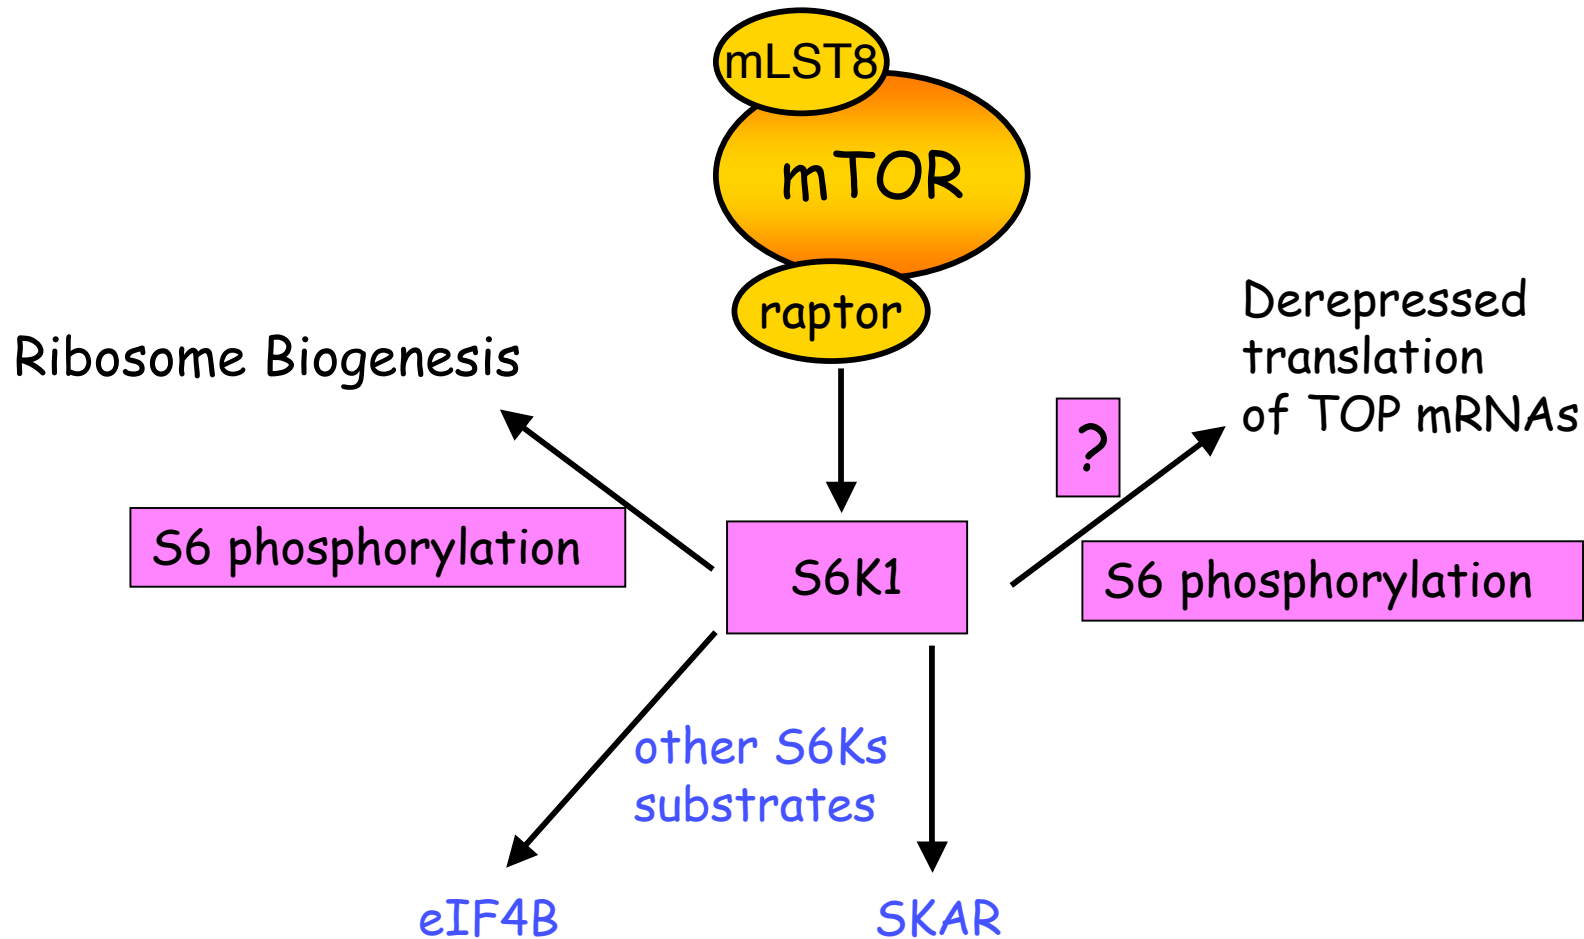 mLST8
mTOR
raptor
Ribosome Biogenesis
Derepressed
translation
of TOP mRNAs
?
S6 phosphorylation
S6K1
S6 phosphorylation
other S6Ks
substrates
eIF4B
SKAR